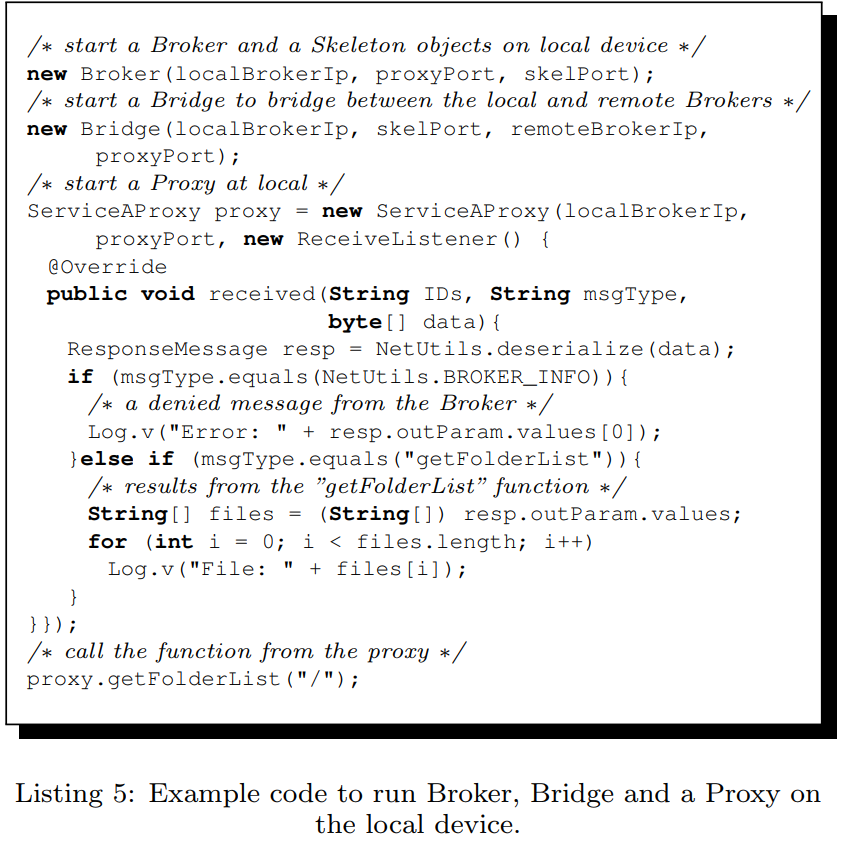 /* start a Broker and a Skeleton objects on local device */
new Broker(localBrokerIp, proxyPort, skelPort);
/* start a Bridge to bridge between the local and remote Brokers */
new Bridge(localBrokerIp, skelPort, remoteBrokerIp,
proxyPort);
/* start a Proxy at local */
ServiceAProxy proxy = new ServiceAProxy(localBrokerIp,
proxyPort, new ReceiveListener() {
@Override
public void received(String IDs, String msgType,
byte[] data){
ResponseMessage resp = NetUtils.deserialize(data);
if (msgType.equals(NetUtils.BROKER_INFO)){
/* a denied message from the Broker */
Log.v("Error: " + resp.outParam.values[0]);
}else if (msgType.equals("getFolderList")){
/* results from the ”getFolderList” function */
String[] files = (String[]) resp.outParam.values;
for (int i = 0; i < files.length; i++)
Log.v("File: " + files[i]);
}
}});
/* call the function from the proxy */
proxy.getFolderList("/");
Listing 5: Example code to run Broker, Bridge and a Proxy on
the local device.